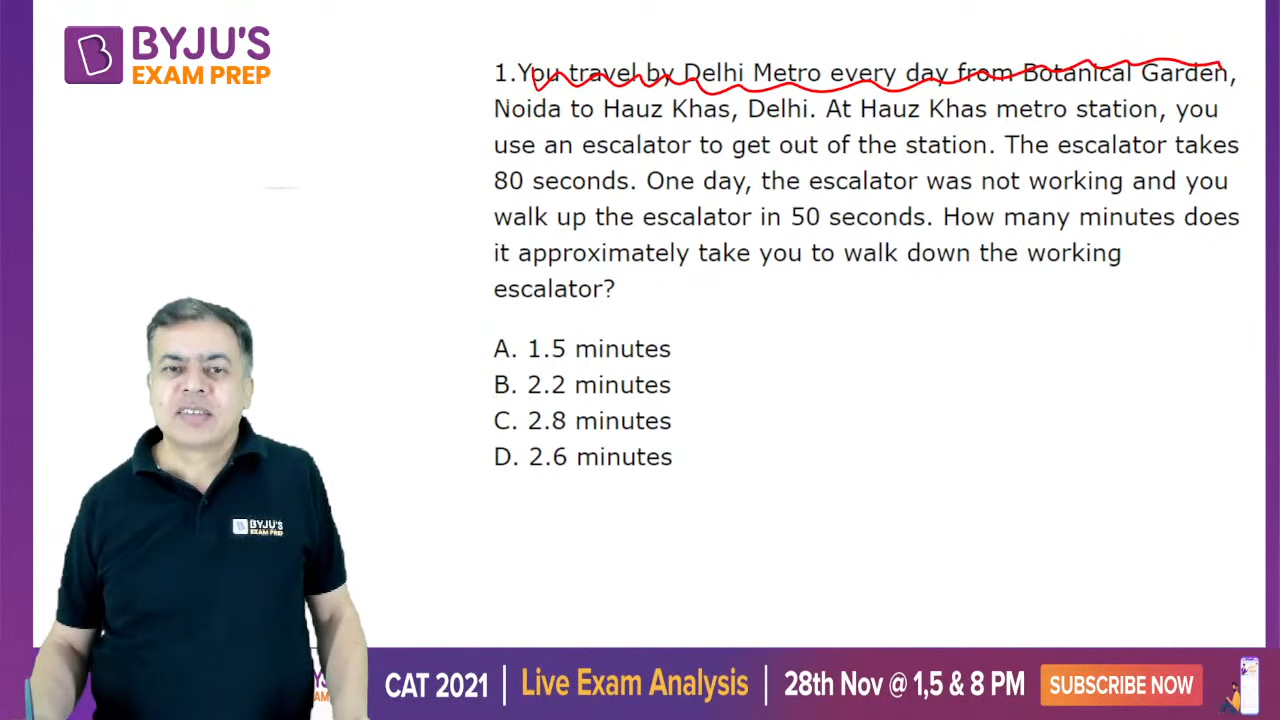 BYJU'S
EXAM PREP
1.You travel by Delhi Metro every day from Botanical Garden,
Noida to Hauz Khas, Delhi. At Hauz Khas metro station, you
use an escalator to get out of the station. The escalator takes
80 seconds. One day, the escalator was not working and you
walk up the escalator in 50 seconds. How many minutes does
it approximately take you to walk down the working
escalator?
A. 1.5 minutes
B. 2.2 minutes
C. 2.8 minutes
D. 2.6 minutes
BYJU'S
EXAM PREP
CAT 2021
Live Exam Analysis
28th Nov @ 1,5 & 8 PM
SUBSCRIBE NOW